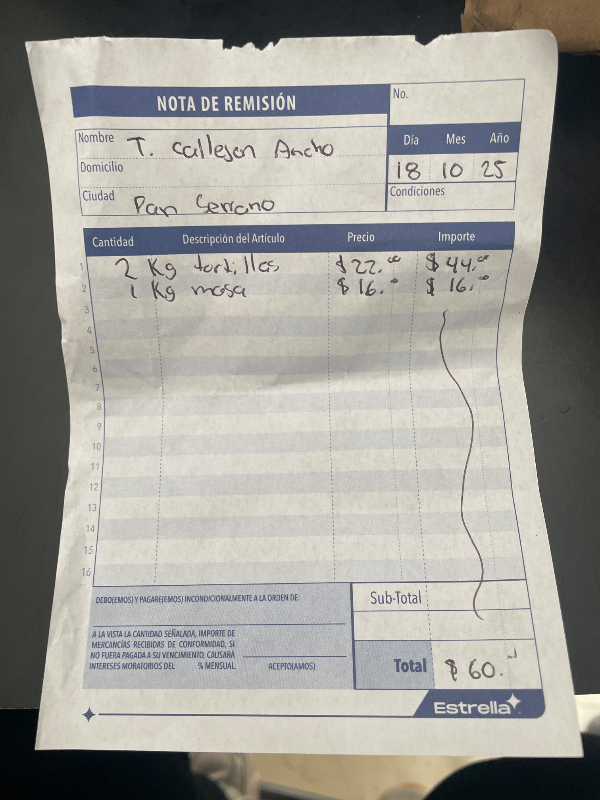 NOTA DE REMISIÓN
No.
Nombre T. Callejon Ancho
Domicilio
Ciudad Pan Serrano
Día Mes Año
18 10 25
Condiciones
Cantidad Descripción del Artículo Precio Importe
1 2 Kg tortillas $22.00 $44.00
2 1 Kg masa $16.00 $16.00
3
4
5
6
7
8
9
10
11
12
13
14
15
16
DEBO(EMOS) Y PAGARE(EMOS) INCONDICIONALMENTE A LA ORDEN DE:
A LA VISTA LA CANTIDAD SEÑALADA, IMPORTE DE
MERCANCÍAS RECIBIDAS DE CONFORMIDAD, SI
NO FUERA PAGADA A SU VENCIMIENTO, CAUSARÁ
INTERESES MORATORIOS DEL % MENSUAL. ACEPTO(AMOS)
Sub-Total
Total $60.
Estrella